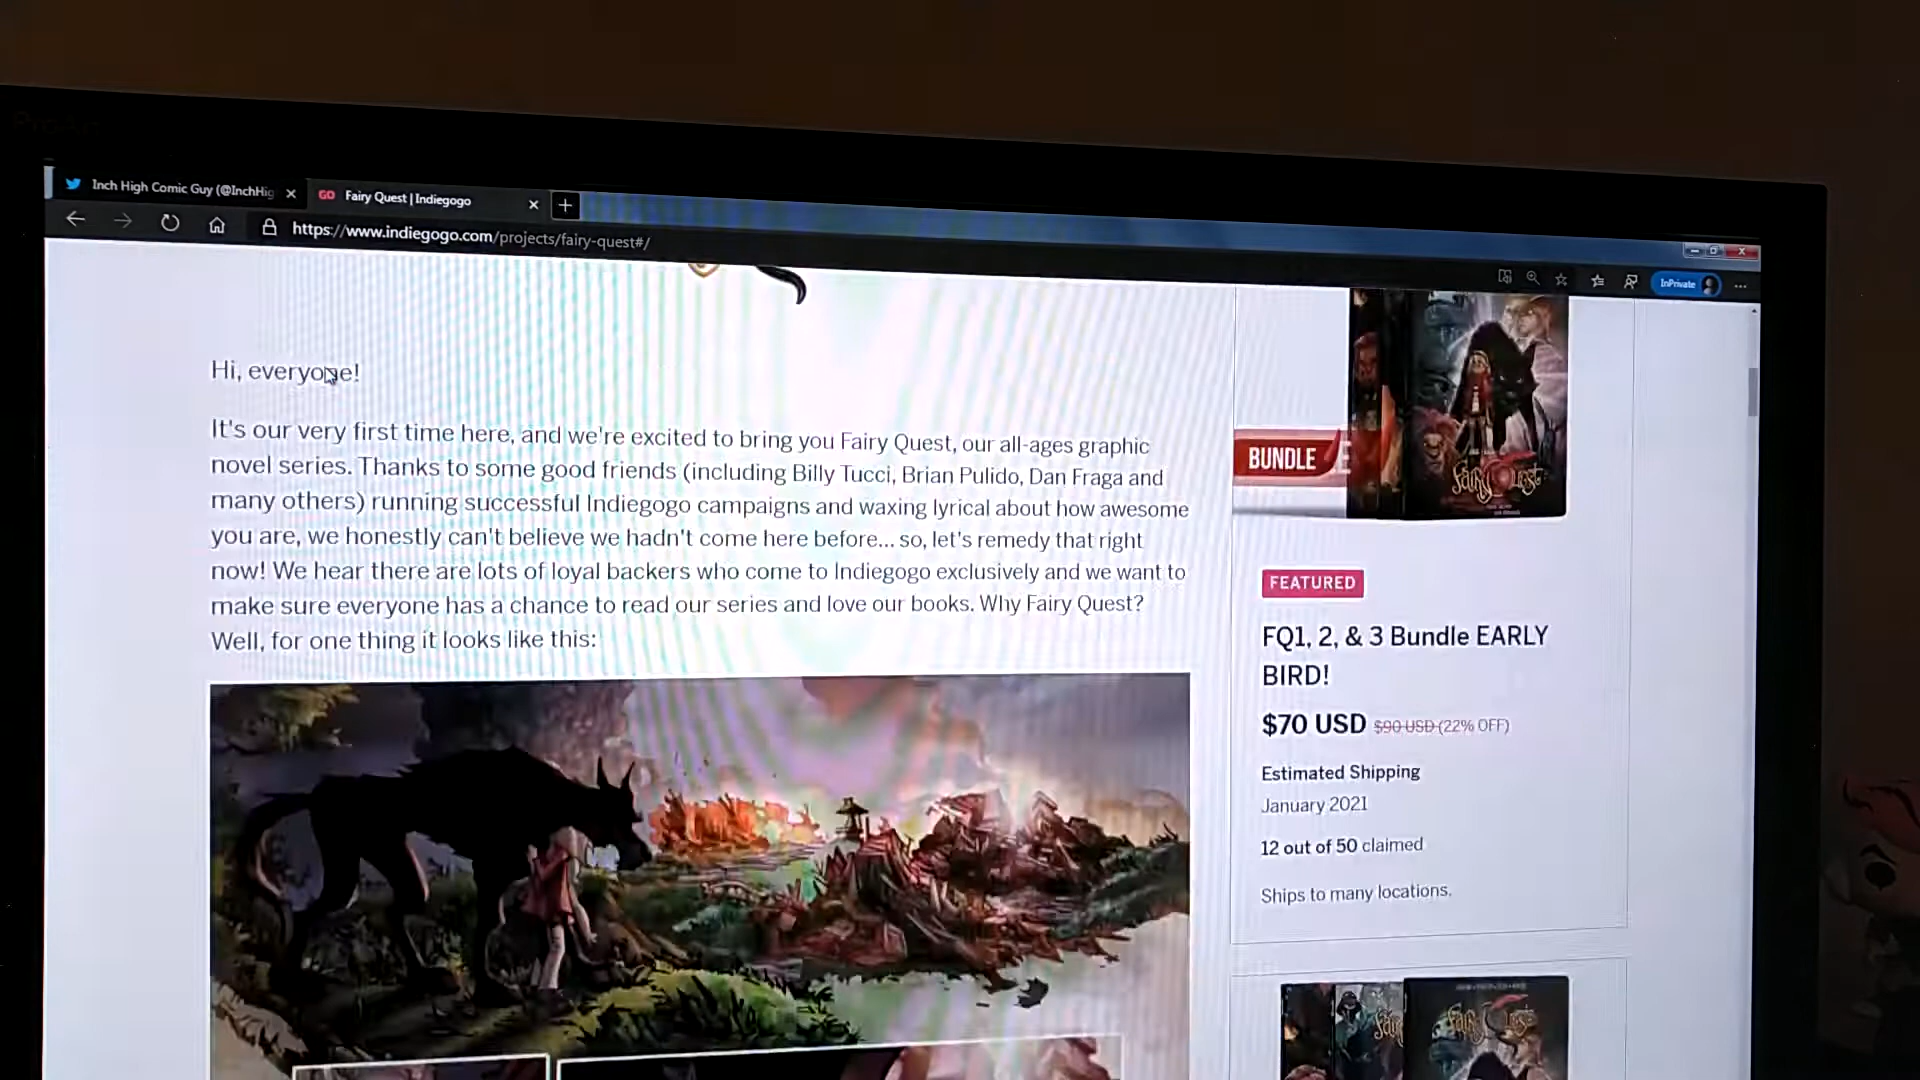 Inch High Comic Guy (@InchHig
GO Fairy Quest | Indiegogo
https://www.indiegogo.com/projects/fairy-quest#/
InPrivate
Hi, everyone!
It's our very first time here, and we're excited to bring you Fairy Quest, our all-ages graphic
novel series. Thanks to some good friends (including Billy Tucci, Brian Pulido, Dan Fraga and
many others) running successful Indiegogo campaigns and waxing lyrical about how awesome
you are, we honestly can't believe we hadn't come here before... so, let's remedy that right
now! We hear there are lots of loyal backers who come to Indiegogo exclusively and we want to
make sure everyone has a chance to read our series and love our books. Why Fairy Quest?
Well, for one thing it looks like this:
BUNDLE
Fairy Quest
FEATURED
FQ1, 2, & 3 Bundle EARLY
BIRD!
$70 USD $90 USD (22% OFF)
Estimated Shipping
January 2021
12 out of 50 claimed
Ships to many locations.
Fairy Quest